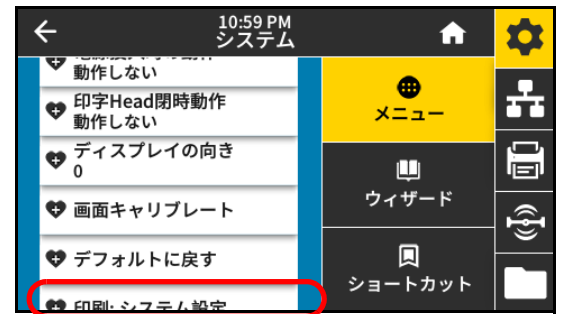 10:59 PM
システム
動作しない
印字Head閉時動作
動作しない
ディスプレイの向き
0
画面キャリブレート
デフォルトに戻す
印刷: システム設定
メニュー
ウィザード
ショートカット